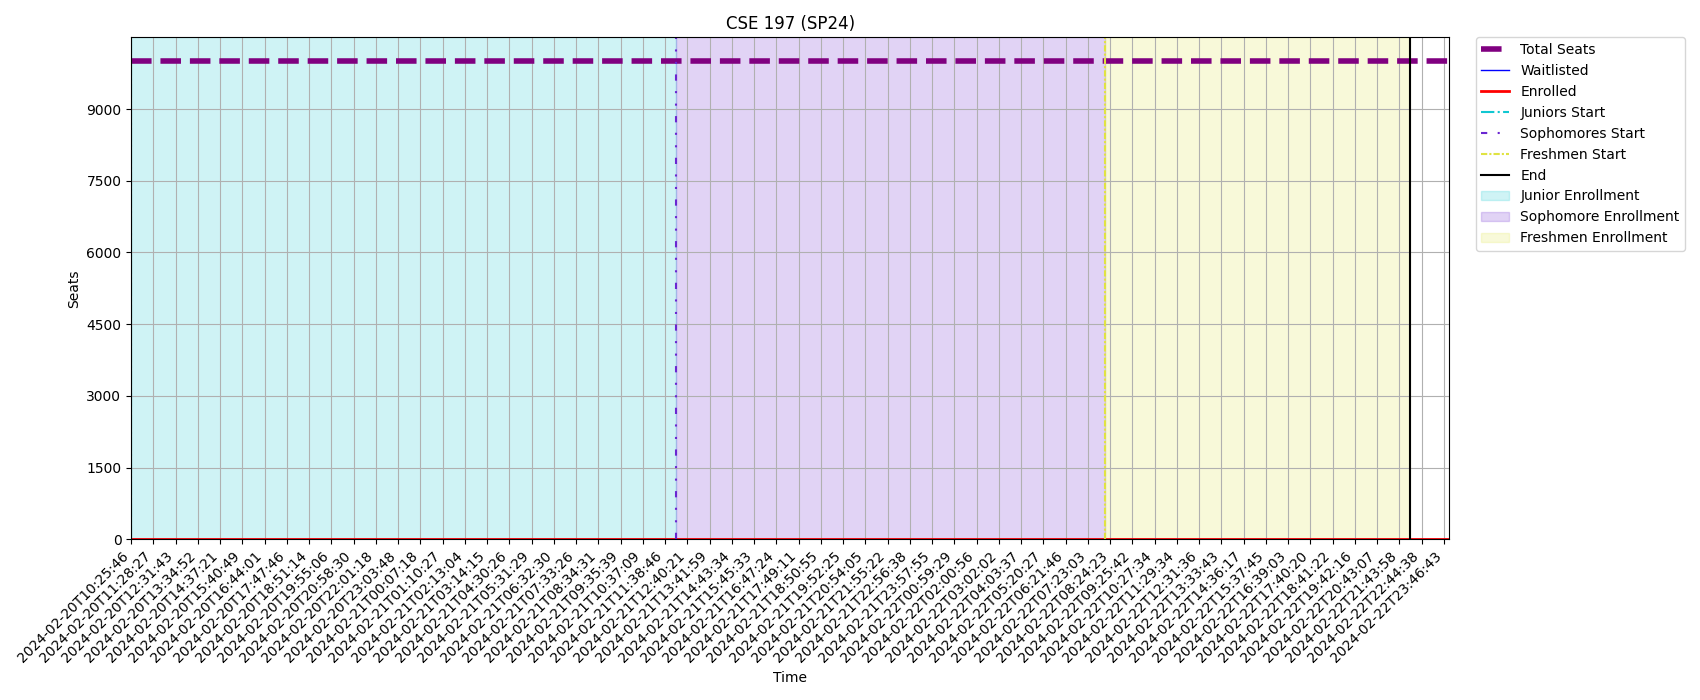 CSE 197 (SP24)
Total Seats
Waitlisted
Enrolled
Juniors Start
Sophomores Start
Freshmen Start
End
Junior Enrollment
Sophomore Enrollment
Freshmen Enrollment
Seats
9000
7500
6000
4500
3000
1500
0
2024-02-20T10:25:46
2024-02-20T11:28:27
2024-02-20T12:31:43
2024-02-20T13:34:52
2024-02-20T14:37:21
2024-02-20T15:40:49
2024-02-20T16:44:01
2024-02-20T17:47:46
2024-02-20T18:51:14
2024-02-20T19:55:06
2024-02-20T20:58:30
2024-02-20T22:01:18
2024-02-20T23:03:48
2024-02-21T00:07:18
2024-02-21T01:10:27
2024-02-21T02:13:04
2024-02-21T03:14:15
2024-02-21T04:30:26
2024-02-21T05:31:29
2024-02-21T06:32:30
2024-02-21T07:33:26
2024-02-21T08:34:31
2024-02-21T09:35:39
2024-02-21T10:37:09
2024-02-21T11:38:46
2024-02-21T12:40:21
2024-02-21T13:41:59
2024-02-21T14:43:34
2024-02-21T15:45:33
2024-02-21T16:47:24
2024-02-21T17:49:11
2024-02-21T18:50:55
2024-02-21T19:52:25
2024-02-21T20:54:05
2024-02-21T21:55:22
2024-02-21T22:56:38
2024-02-21T23:57:55
2024-02-22T00:59:29
2024-02-22T02:00:56
2024-02-22T03:02:02
2024-02-22T04:03:37
2024-02-22T05:20:27
2024-02-22T06:21:46
2024-02-22T07:23:03
2024-02-22T08:24:23
2024-02-22T09:25:42
2024-02-22T10:27:34
2024-02-22T11:29:34
2024-02-22T12:31:36
2024-02-22T13:33:43
2024-02-22T14:36:17
2024-02-22T15:37:45
2024-02-22T16:39:03
2024-02-22T17:40:20
2024-02-22T18:41:22
2024-02-22T19:42:16
2024-02-22T20:43:07
2024-02-22T21:43:58
2024-02-22T22:44:38
2024-02-22T23:46:43
Time